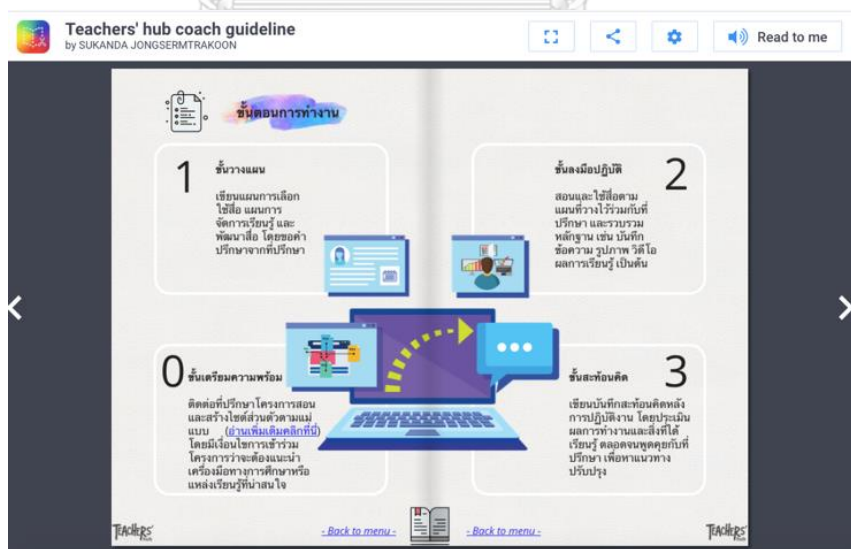 Teachers' hub coach guideline
by SUKANDA JONGSERMTRAKOON
Read to me
ขั้นตอนการทำงาน
1
ขั้นวางแผน
เขียนแผนการเลือก
ใช้สื่อ แผนการ
จัดการเรียนรู้ และ
พัฒนาสื่อ โดยขอคำ
ปรึกษาจากที่ปรึกษา
2
ขั้นลงมือปฏิบัติ
สอนและใช้สื่อตาม
แผนที่วางไว้ร่วมกับที่
ปรึกษา และรวบรวม
หลักฐาน เช่น บันทึก
ข้อความ รูปภาพ วิดีโอ
ผลการเรียนรู้ เป็นต้น
0
ขั้นเตรียมความพร้อม
ติดต่อที่ปรึกษาโครงการสอน
และสร้างไซต์ส่วนตัวตามแม่
แบบ (อ่านเพิ่มเติมคลิกที่นี่)
โดยมีเงื่อนไขการเข้าร่วม
โครงการว่าจะต้องแนะนำ
เครื่องมือทางการศึกษาหรือ
แหล่งเรียนรู้ที่น่าสนใจ
3
ขั้นสะท้อนคิด
เขียนบันทึกสะท้อนคิดหลัง
การปฏิบัติงาน โดยประเมิน
ผลการทำงานและสิ่งที่ได้
เรียนรู้ ตลอดจนพูดคุยกับที่
ปรึกษา เพื่อหาแนวทาง
ปรับปรุง
TEACHERS'
- Back to menu -
- Back to menu -
TEACHERS'